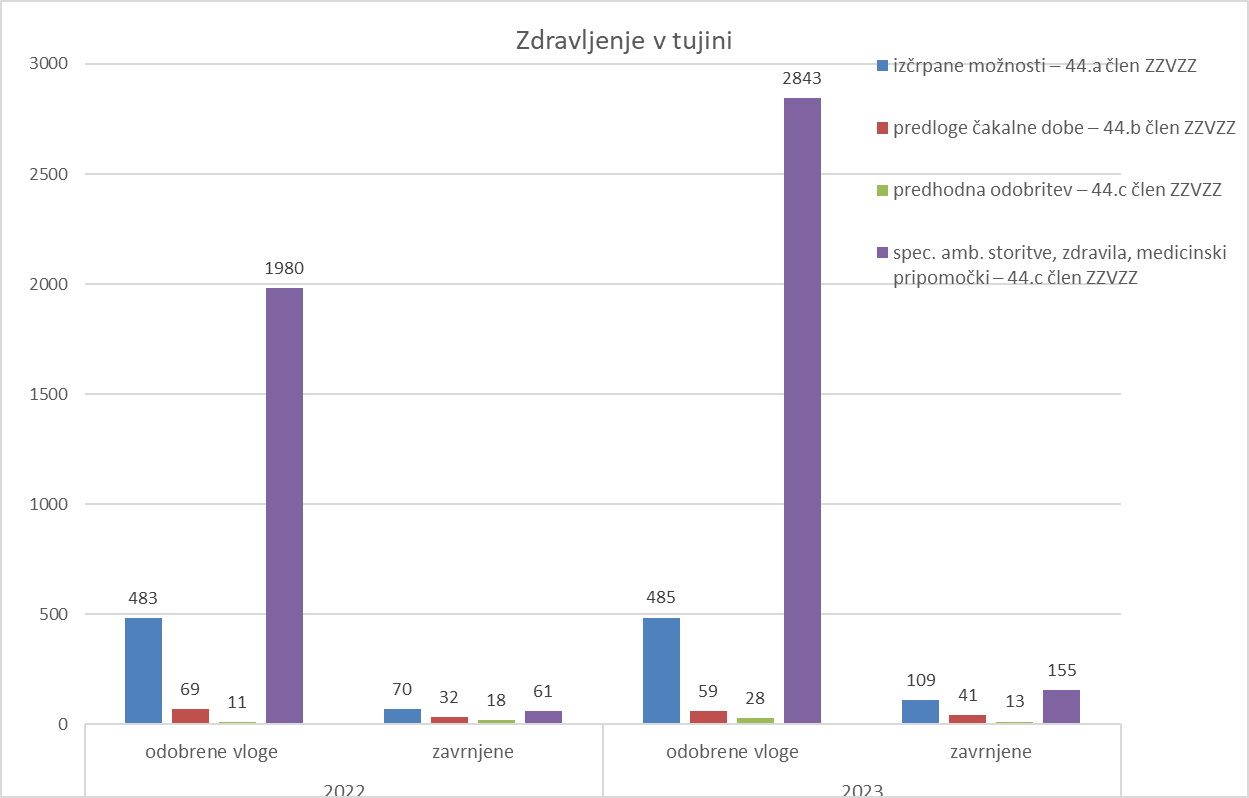 Zdravljenje v tujini
3000
2500
2000
1500
1000
500
0
izčrpane možnosti – 44.a člen ZZVZZ
predloge čakalne dobe – 44.b člen ZZVZZ
predhodna odobritev – 44.c člen ZZVZZ
spec. amb. storitve, zdravila, medicinski
pripomočki – 44.c člen ZZVZZ
483
69
11
1980
70
32
18
61
485
59
28
2843
109
41
13
155
odobrene vloge
zavrnjene
odobrene vloge
zavrnjene
2022
2023